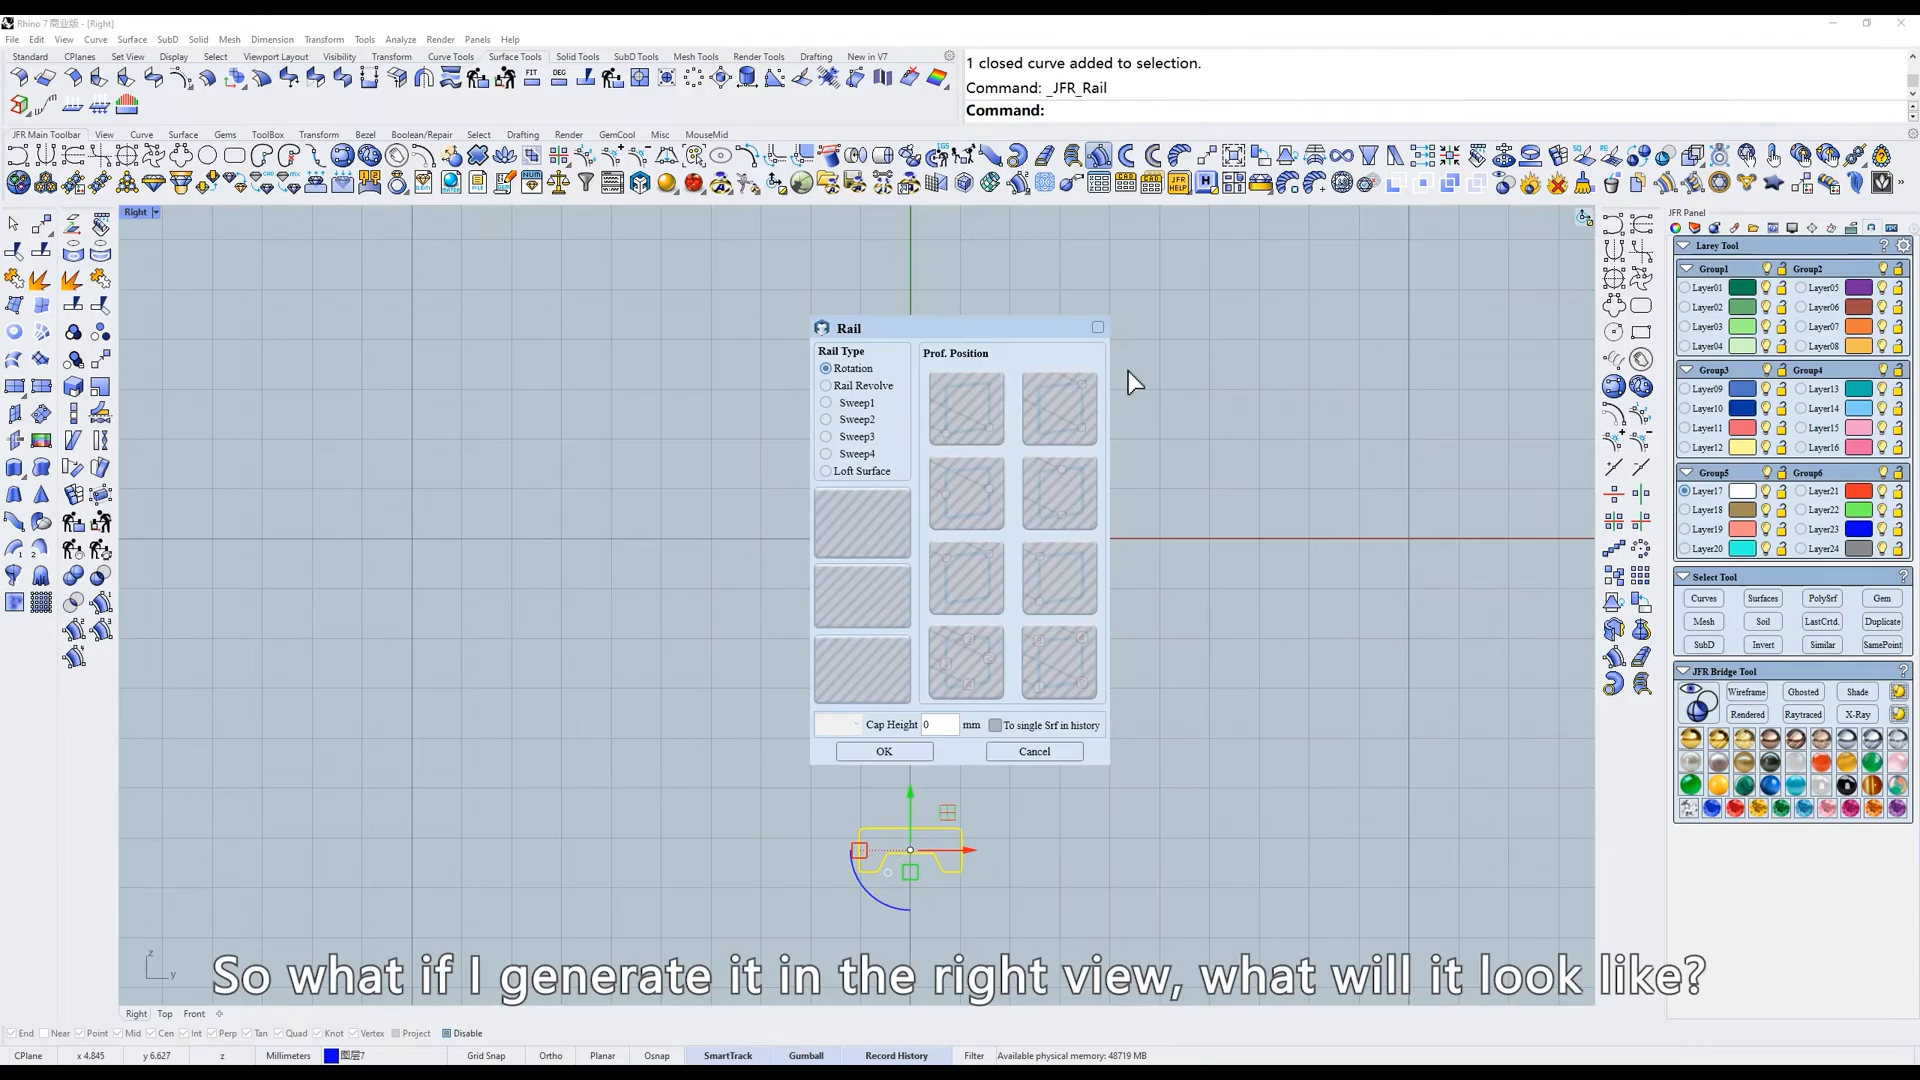 Rhino 7 商业版 - [Right]
File Edit View Curve Surface SubD Solid Mesh Dimension Transform Tools Analyze Render Panels Help
Standard CPlanes Set View Display Select Viewport Layout Visibility Transform Curve Tools Surface Tools Solid Tools SubD Tools Mesh Tools Render Tools Drafting New in V7
1 closed curve added to selection.
Command: _JFR_Rail
Command:
JFR Main Toolbar View Curve Surface Gems ToolBox Transform Bezel Boolean/Repair Select Drafting Render GemCool Misc MouseMid
Right
JFR Panel
Larey Tool
Group1 Group2
Layer01 Layer05
Layer02 Layer06
Layer03 Layer07
Layer04 Layer08
Group3 Group4
Layer09 Layer13
Layer10 Layer14
Layer11 Layer15
Layer12 Layer16
Group5 Group6
Layer17 Layer21
Layer18 Layer22
Layer19 Layer23
Layer20 Layer24
Select Tool
Curves Surfaces PolySrf Gem
Mesh Soil LastCrtd. Duplicate
SubD Invert Similar SamePoint
JFR Bridge Tool
Wireframe Ghosted Shade
Rendered Raytraced X-Ray
Rail
Rail Type
Rotation
Rail Revolve
Sweep1
Sweep2
Sweep3
Sweep4
Loft Surface
Prof. Position
Cap Height 0 mm To single Srf in history
OK Cancel
z
y
So what if I generate it in the right view, what will it look like?
Right Top Front
End Near Point Mid Cen Int Perp Tan Quad Knot Vertex Project Disable
CPlane x 4.845 y 6.627 z Millimeters 图层7 Grid Snap Ortho Planar Osnap SmartTrack Gumball Record History Filter Available physical memory: 48719 MB